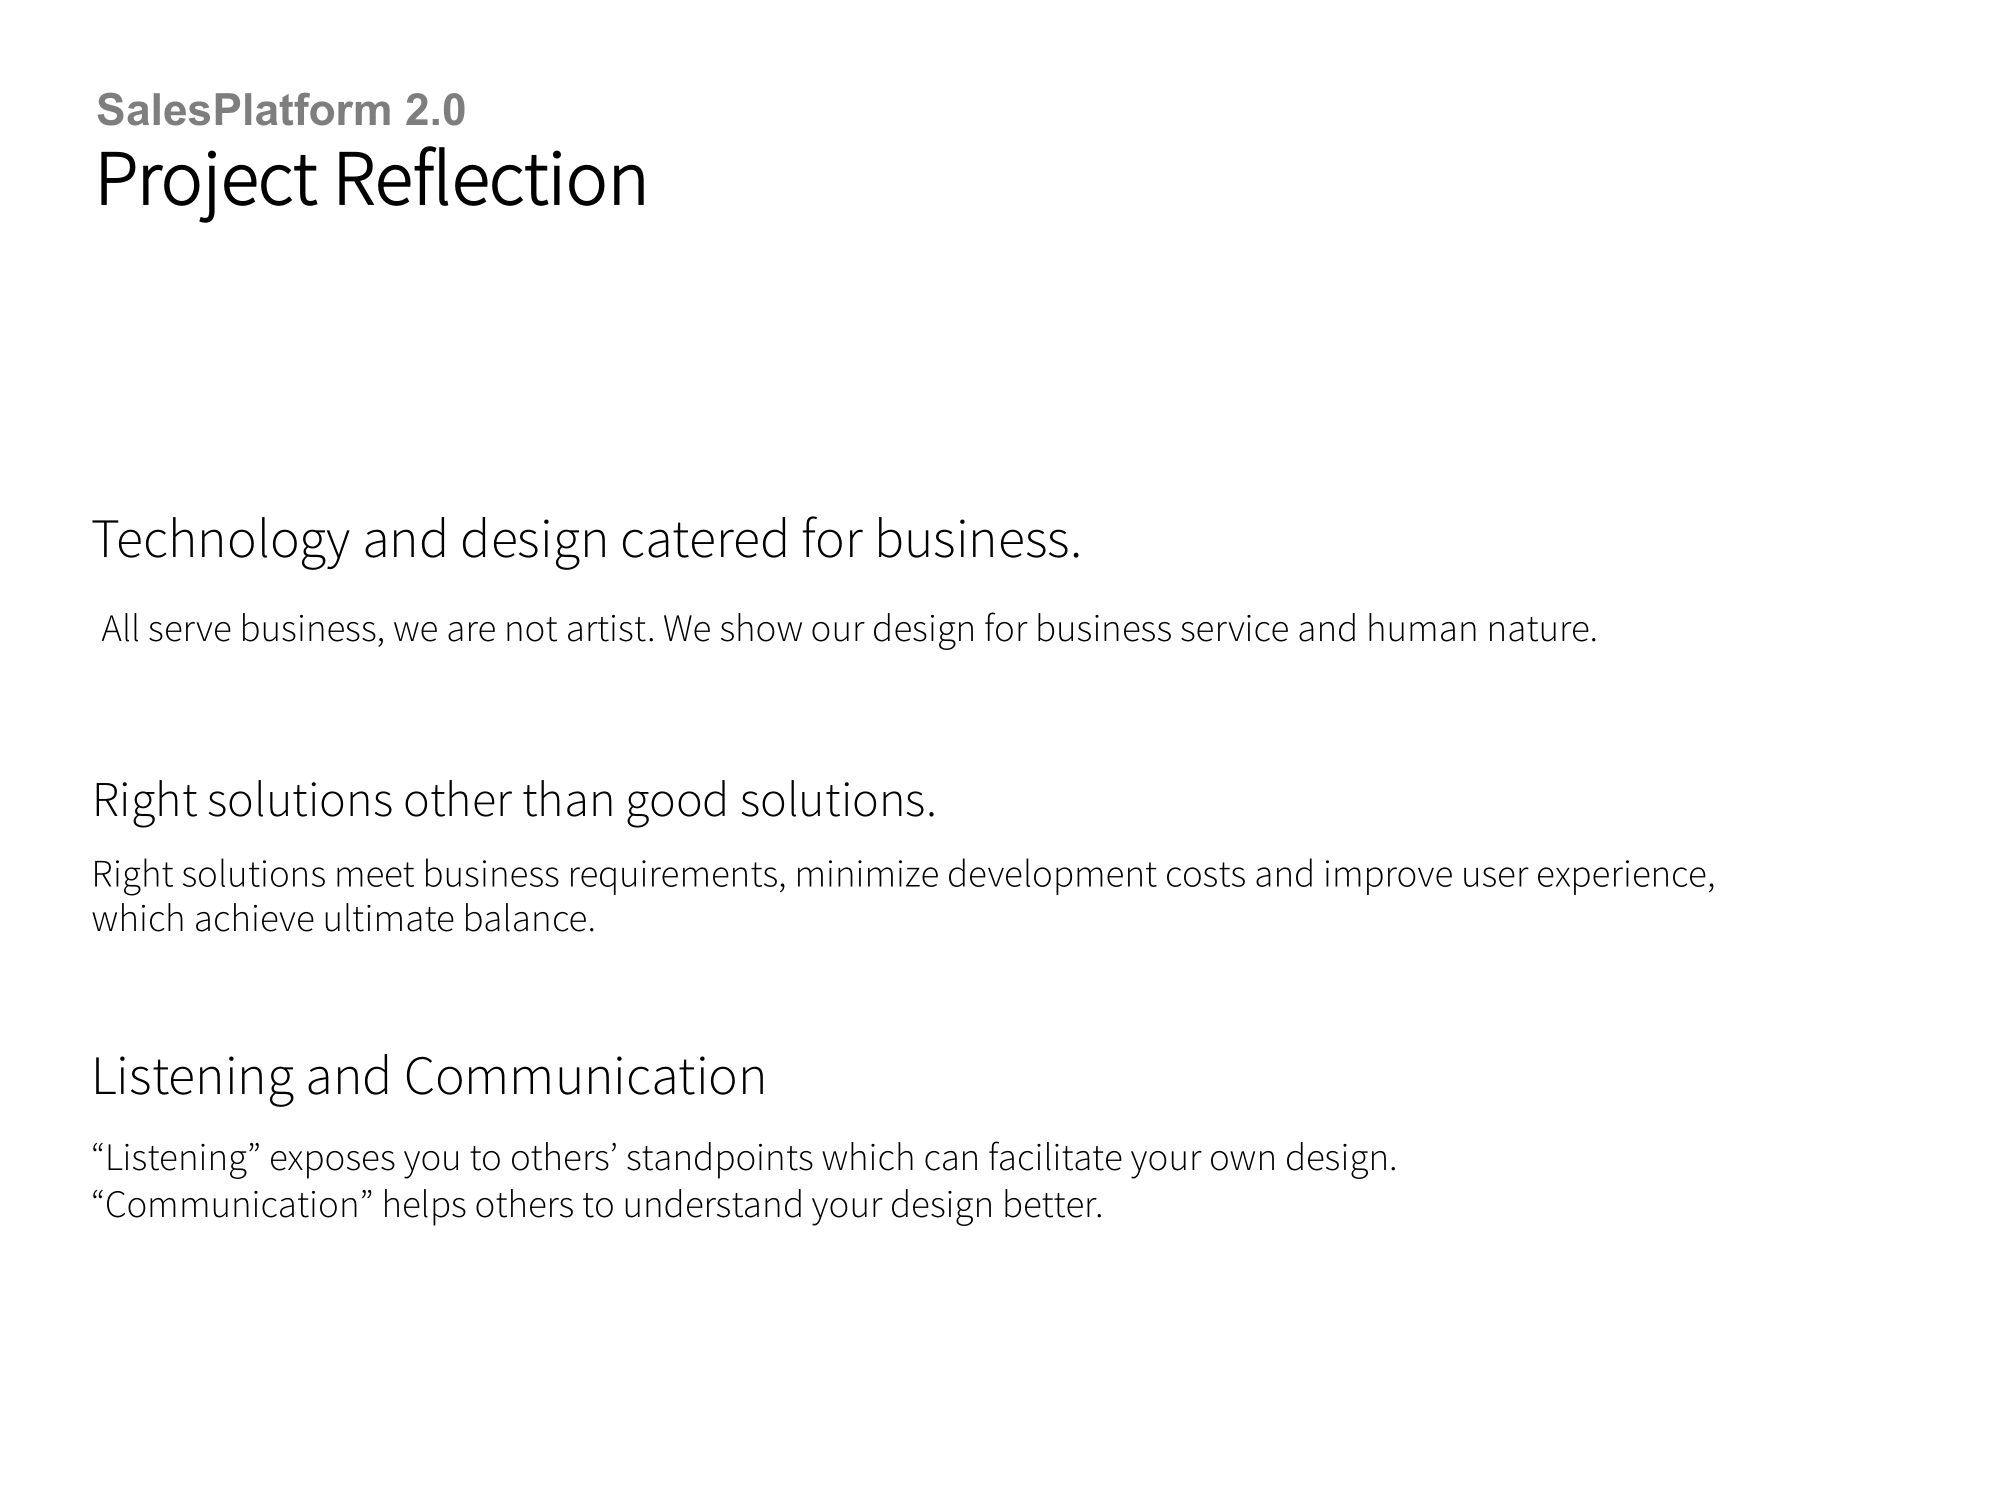 SalesPlatform 2.0
Project Reflection
Technology and design catered for business.
All serve business, we are not artist. We show our design for business service and human nature.
Right solutions other than good solutions.
Right solutions meet business requirements, minimize development costs and improve user experience,
which achieve ultimate balance.
Listening and Communication
“Listening” exposes you to others’ standpoints which can facilitate your own design.
“Communication” helps others to understand your design better.